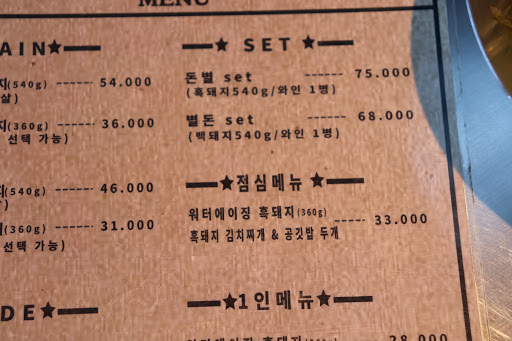 MENU
AIN★
지(540g) ------ 54.000
살)
지(360g) ------ 36.000
선택 가능)
지(540g) ------ 46.000
지(360g) ------ 31.000
선택 가능)
DE★
★ SET ★
돈별 set ------ 75.000
(흑돼지540g/와인 1병)
별돈 set ------ 68.000
(백돼지540g/와인 1병)
★점심메뉴 ★
워터에이징 흑돼지(360g) ----- 33.000
흑돼지 김치찌개 & 공깃밥 두개
★1인메뉴★
28.000